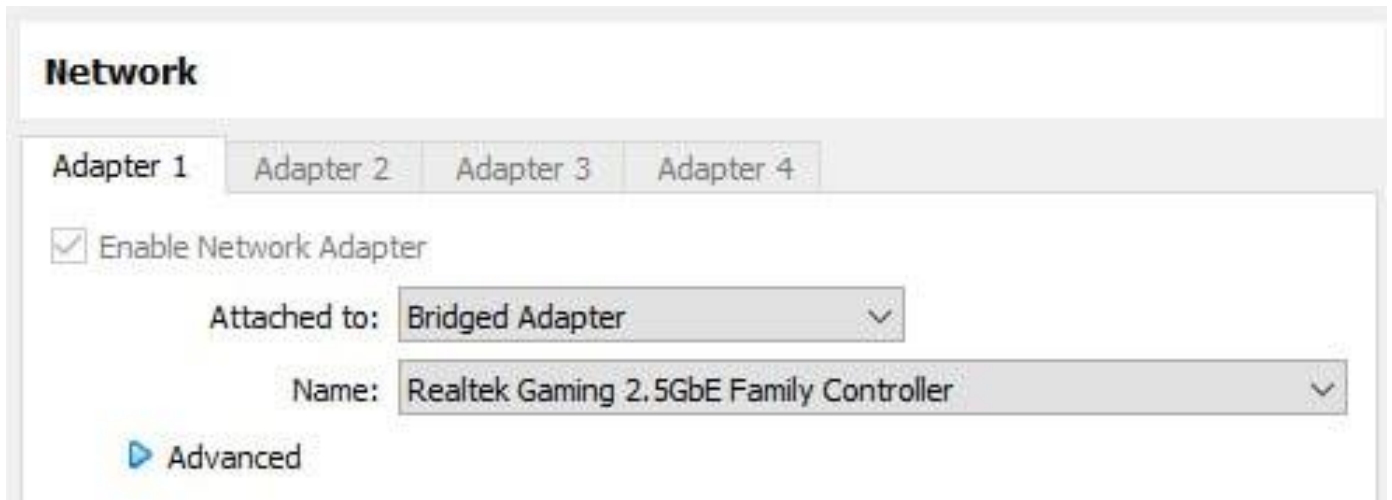 Network
Adapter 1 Adapter 2 Adapter 3 Adapter 4
Enable Network Adapter
Attached to: Bridged Adapter
Name: Realtek Gaming 2.5GbE Family Controller
Advanced